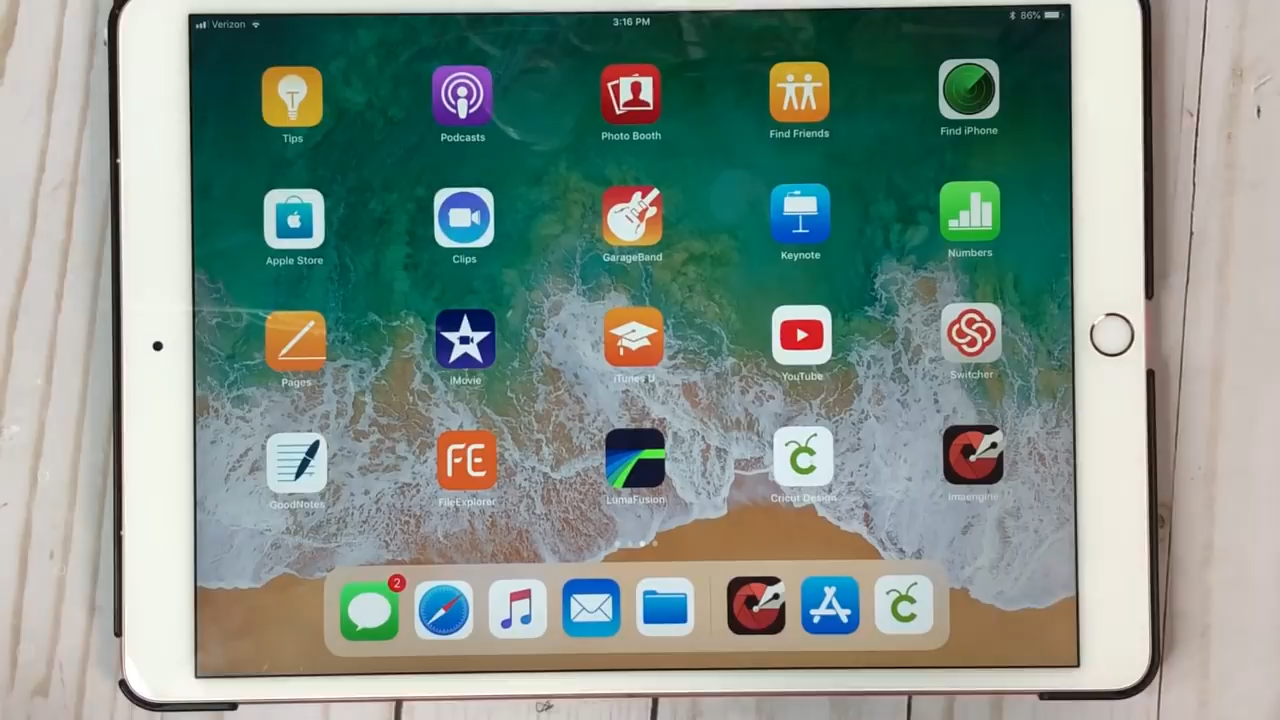 Verizon 3:16 PM 86%
Tips Podcasts Photo Booth Find Friends Find iPhone
Apple Store Clips GarageBand Keynote Numbers
Pages iMovie iTunes U YouTube Switcher
FE
GoodNotes FileExplorer LumaFusion Cricut Design Imaengine
2